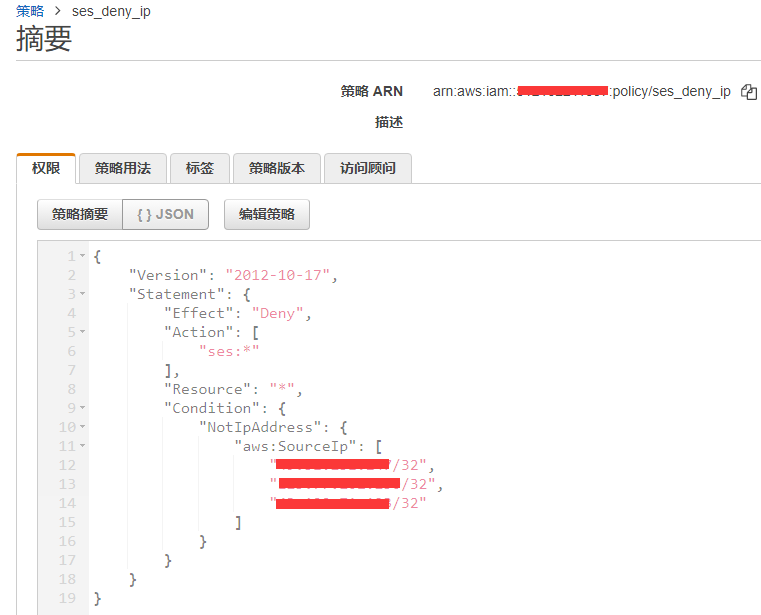 策略 > ses_deny_ip
摘要
策略 ARN arn:aws:iam:: :policy/ses_deny_ip
描述
权限 策略用法 标签 策略版本 访问顾问
策略摘要 { } JSON 编辑策略
1 {
2 "Version": "2012-10-17",
3 "Statement": {
4 "Effect": "Deny",
5 "Action": [
6 "ses:*"
7 ],
8 "Resource": "*",
9 "Condition": {
10 "NotIpAddress": {
11 "aws:SourceIp": [
12 " /32",
13 " /32",
14 " /32"
15 ]
16 }
17 }
18 }
19 }